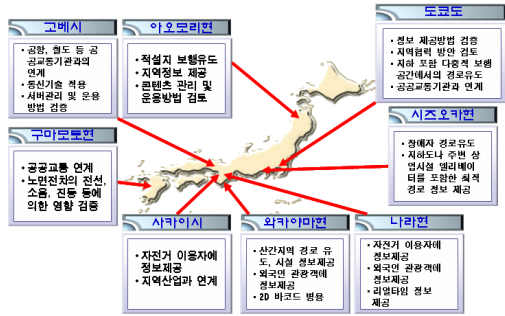 고베시
• 공항, 철도 등 공
공교통기관과의
연계
• 통신기술 적용
• 서버관리 및 운용
방법 검증
아오모리현
• 적설지 보행유도
• 지역정보 제공
• 콘텐츠 관리 및
운용방법 검토
도쿄도
• 정보 제공방법 검증
• 지역협력 방안 검토
• 지하 포함 다중적 보행
공간에서의 경로유도
• 공공교통기관과 연계
구마모토현
• 공공교통 연계
• 노면전차의 전선,
소음, 진동 등에
의한 영향 검증
시즈오카현
• 장애자 경로유도
• 지하도나 주변 상
업시설 엘리베이
터를 포함한 최적
경로 정보 제공
사카이시
• 자전거 이용자에
정보제공
• 지역산업과 연계
와카야마현
• 산간지역 경로 유
도, 시설 정보제공
• 외국인 관광객에
정보제공
• 2D 바코드 병용
나라현
• 자전거 이용자에
정보제공
• 외국인 관광객에
정보제공
• 리얼타임 정보
제공